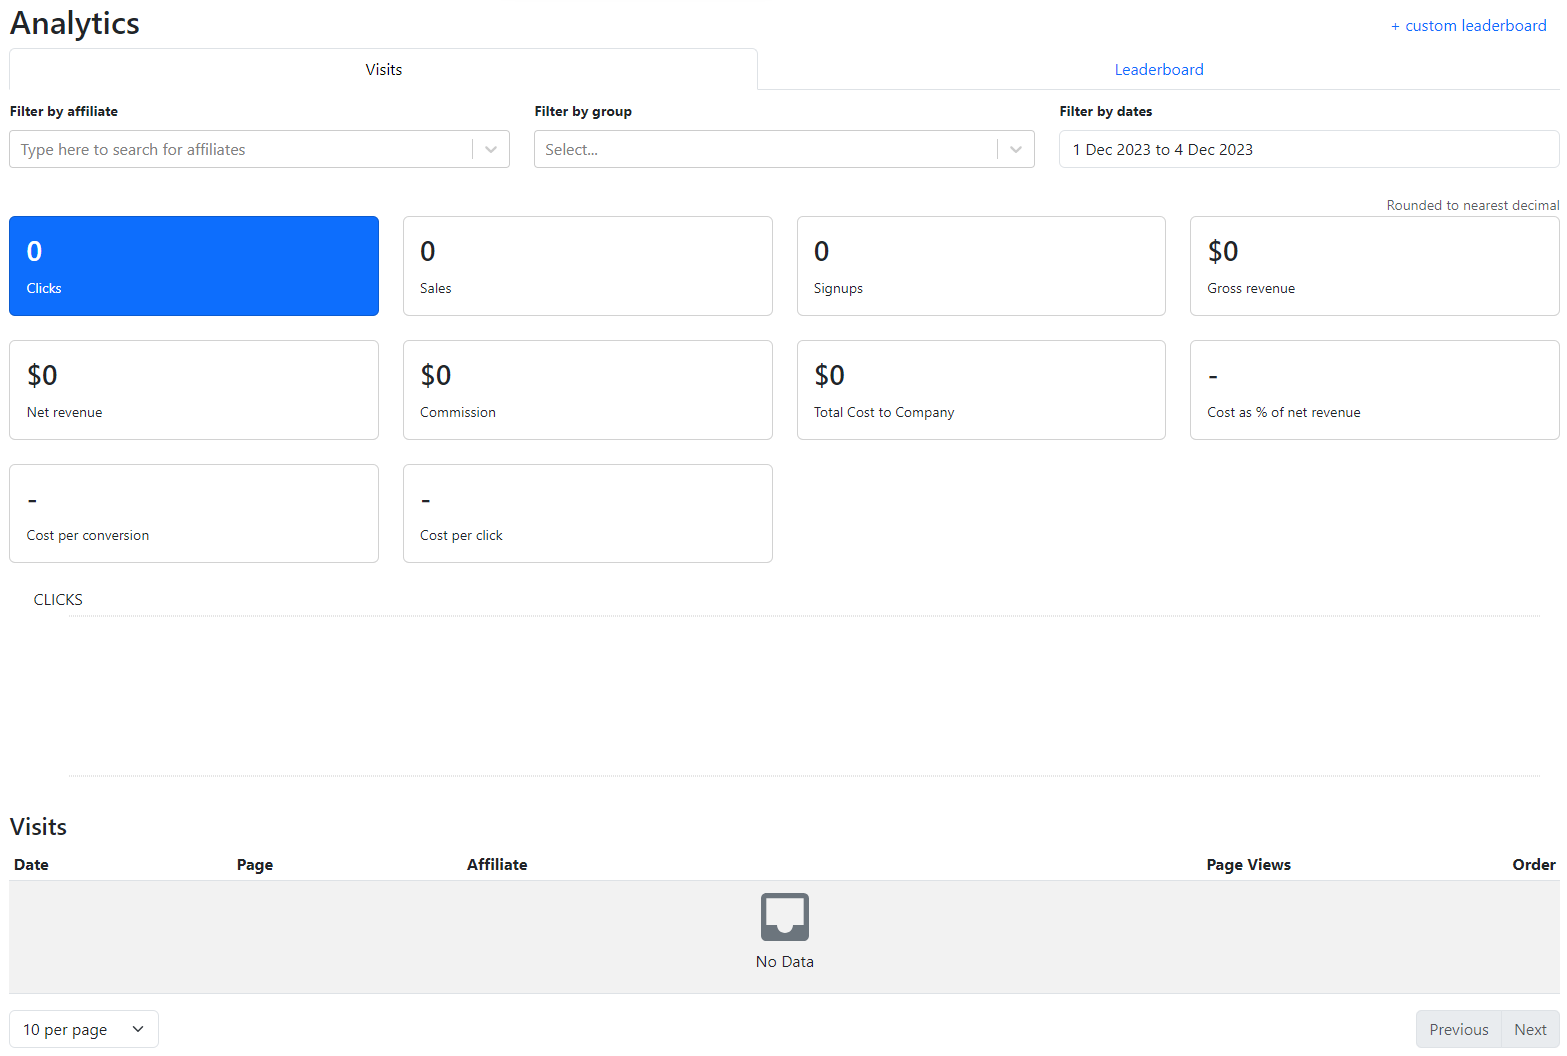 Analytics
+ custom leaderboard
Visits
Leaderboard
Filter by affiliate
Filter by group
Filter by dates
Type here to search for affiliates
Select...
1 Dec 2023 to 4 Dec 2023
Rounded to nearest decimal
0
Clicks
0
Sales
0
Signups
$0
Gross revenue
$0
Net revenue
$0
Commission
$0
Total Cost to Company
-
Cost as % of net revenue
-
Cost per conversion
-
Cost per click
CLICKS
Visits
Date Page Affiliate Page Views Order
No Data
10 per page
Previous Next